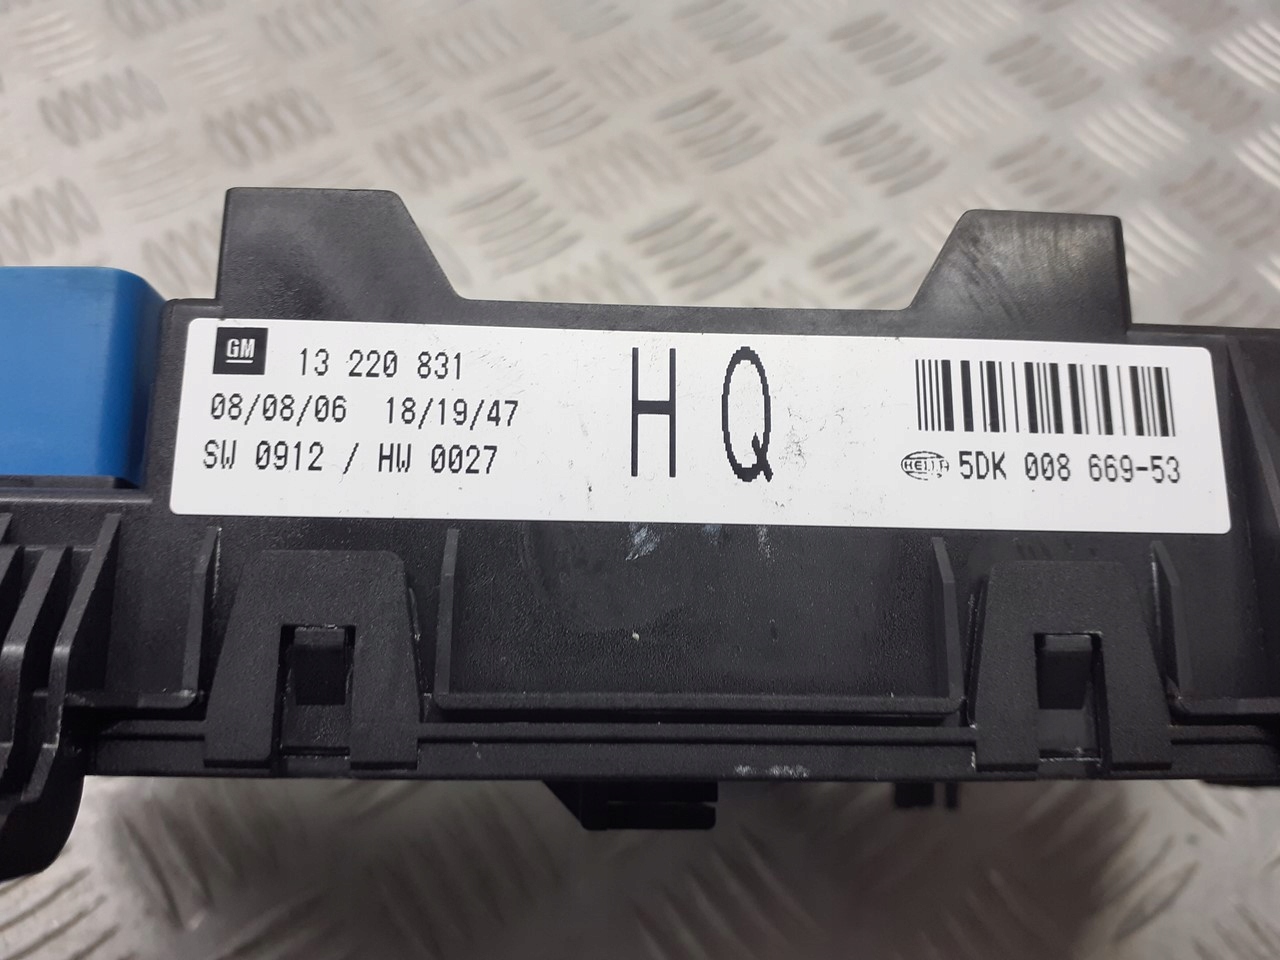 GM 13 220 831
08/08/06 18/19/47
SW 0912 / HW 0027
HQ
HELLA 5DK 008 669-53